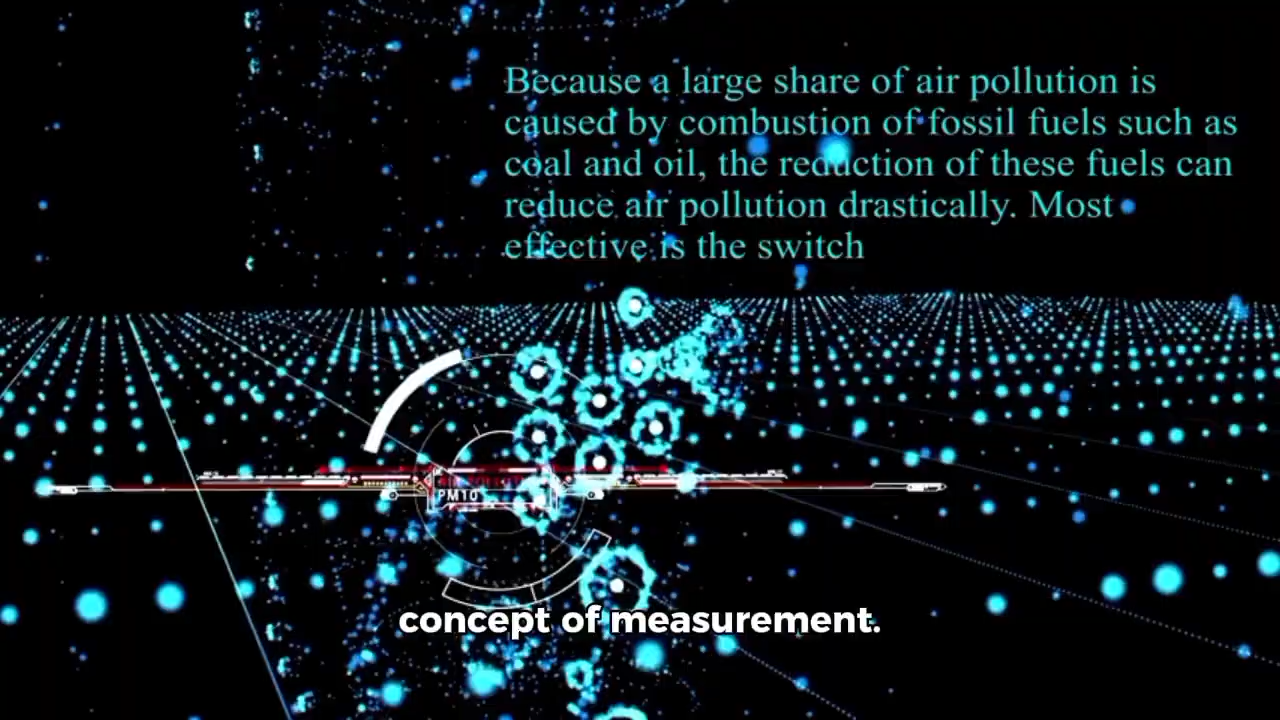 Because a large share of air pollution is
caused by combustion of fossil fuels such as
coal and oil, the reduction of these fuels can
reduce air pollution drastically. Most
effective is the switch
PM10
concept of measurement.